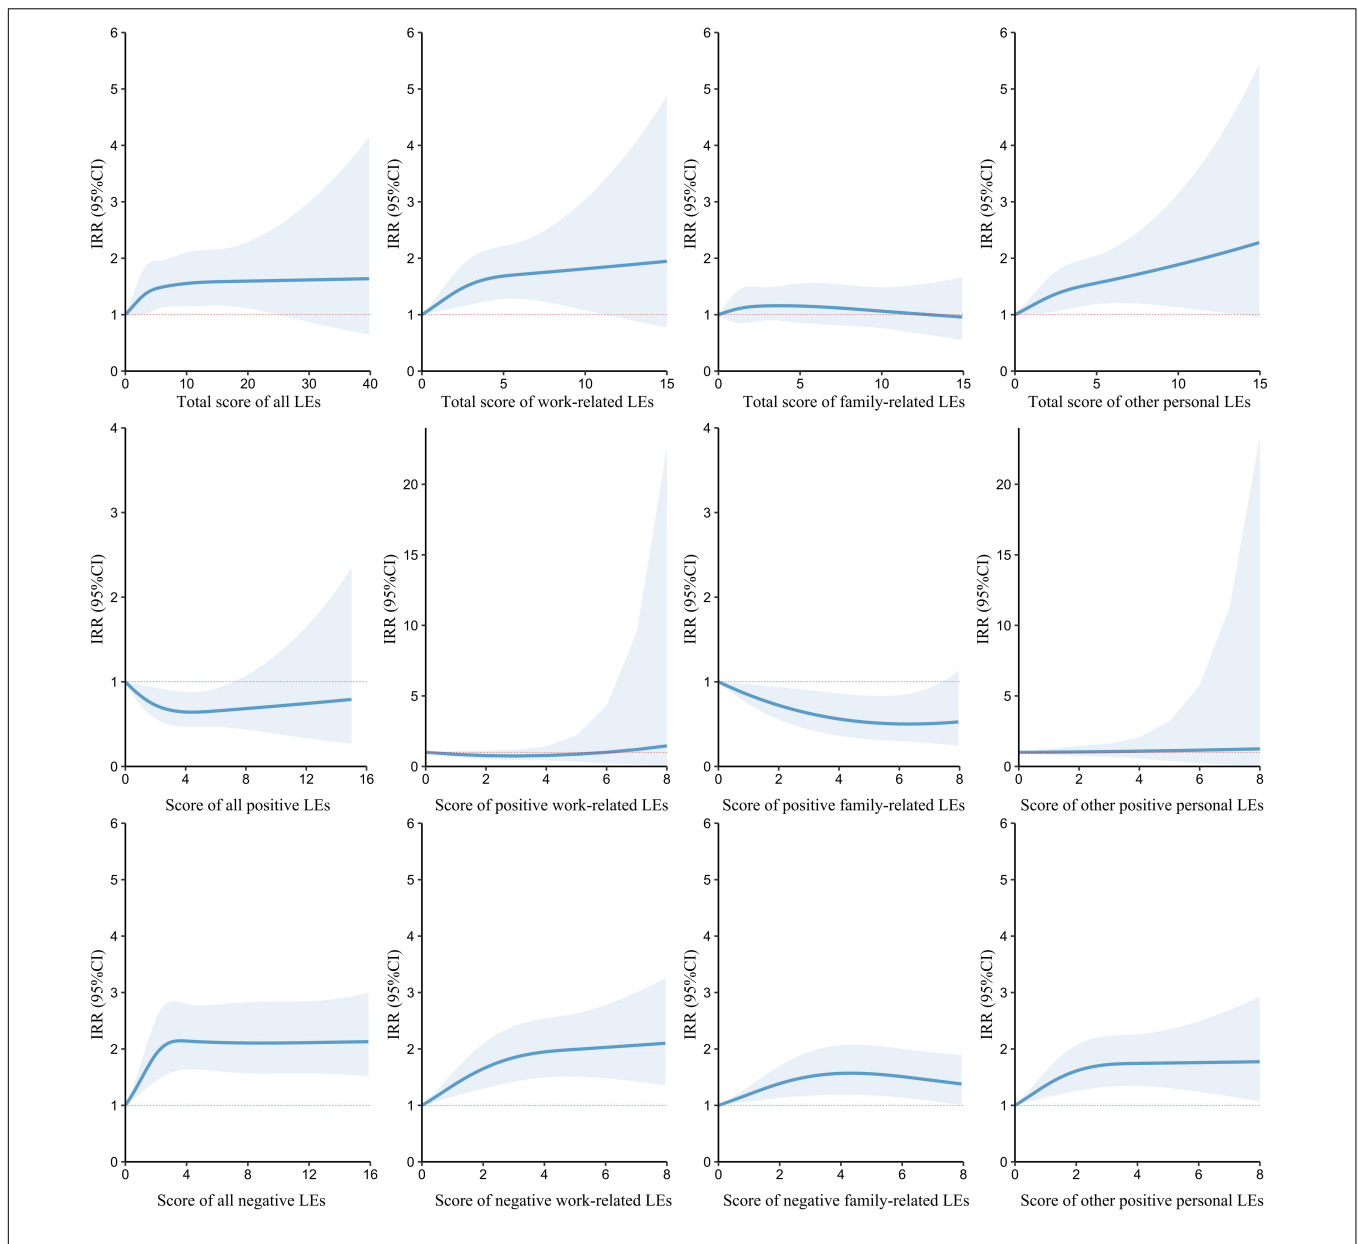 6
5
4
3
2
1
0
IRR (95%CI)
0 10 20 30 40
Total score of all LEs
6
5
4
3
2
1
0
IRR (95%CI)
0 5 10 15
Total score of work-related LEs
6
5
4
3
2
1
0
IRR (95%CI)
0 5 10 15
Total score of family-related LEs
6
5
4
3
2
1
0
IRR (95%CI)
0 5 10 15
Total score of other personal LEs
4
3
2
1
0
IRR (95%CI)
0 4 8 12 16
Score of all positive LEs
20
15
10
5
0
IRR (95%CI)
0 2 4 6 8
Score of positive work-related LEs
4
3
2
1
0
IRR (95%CI)
0 2 4 6 8
Score of positive family-related LEs
20
15
10
5
0
IRR (95%CI)
0 2 4 6 8
Score of other positive personal LEs
6
5
4
3
2
1
0
IRR (95%CI)
0 4 8 12 16
Score of all negative LEs
6
5
4
3
2
1
0
IRR (95%CI)
0 2 4 6 8
Score of negative work-related LEs
6
5
4
3
2
1
0
IRR (95%CI)
0 2 4 6 8
Score of negative family-related LEs
6
5
4
3
2
1
0
IRR (95%CI)
0 2 4 6 8
Score of other positive personal LEs